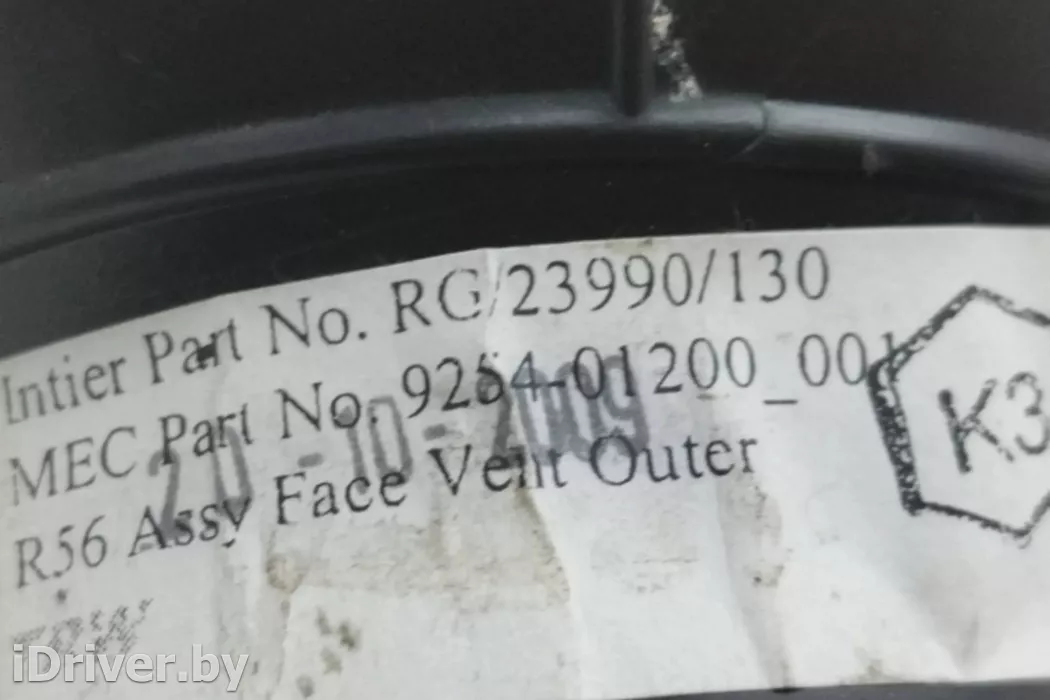 Intier Part No. RG/23990/130
MEC Part No. 9264-01200_001
20-10-2009
R56 Assy Face Vent Outer
K3
iDriver.by